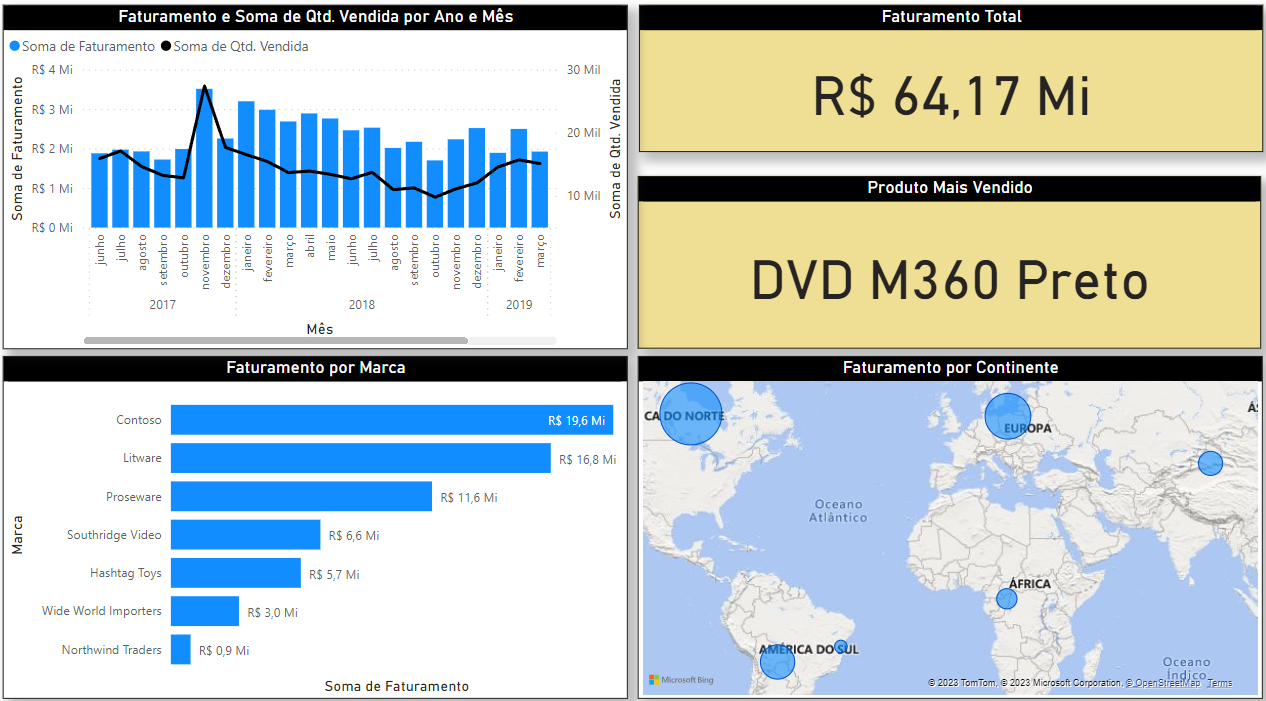 Faturamento e Soma de Qtd. Vendida por Ano e Mês
Soma de Faturamento Soma de Qtd. Vendida
Soma de Faturamento
R$ 4 Mi
R$ 3 Mi
R$ 2 Mi
R$ 1 Mi
R$ 0 Mi
30 Mil
20 Mil
10 Mil
Soma de Qtd. Vendida
junho
julho
agosto
setembro
outubro
novembro
dezembro
janeiro
fevereiro
março
abril
maio
junho
julho
agosto
setembro
outubro
novembro
dezembro
janeiro
fevereiro
março
2017 2018 2019
Mês
Faturamento Total
R$ 64,17 Mi
Produto Mais Vendido
DVD M360 Preto
Faturamento por Marca
Marca
Contoso R$ 19,6 Mi
Litware R$ 16,8 Mi
Proseware R$ 11,6 Mi
Southridge Video R$ 6,6 Mi
Hashtag Toys R$ 5,7 Mi
Wide World Importers R$ 3,0 Mi
Northwind Traders R$ 0,9 Mi
Soma de Faturamento
Faturamento por Continente
CA DO NORTE
EUROPA
ÁS
Oceano
Atlântico
ÁFRICA
AMÉRICA DO SUL
Oceano
Índico
Microsoft Bing
© 2023 TomTom, © 2023 Microsoft Corporation, © OpenStreetMap Terms